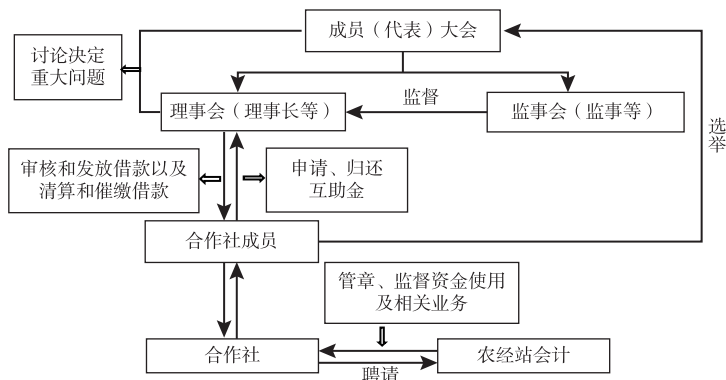 成员（代表）大会
讨论决定
重大问题
理事会（理事长等）
监督
监事会（监事等）
选举
审核和发放借款以及
清算和催缴借款
申请、归还
互助金
合作社成员
管章、监督资金使用
及相关业务
合作社
聘请
农经站会计